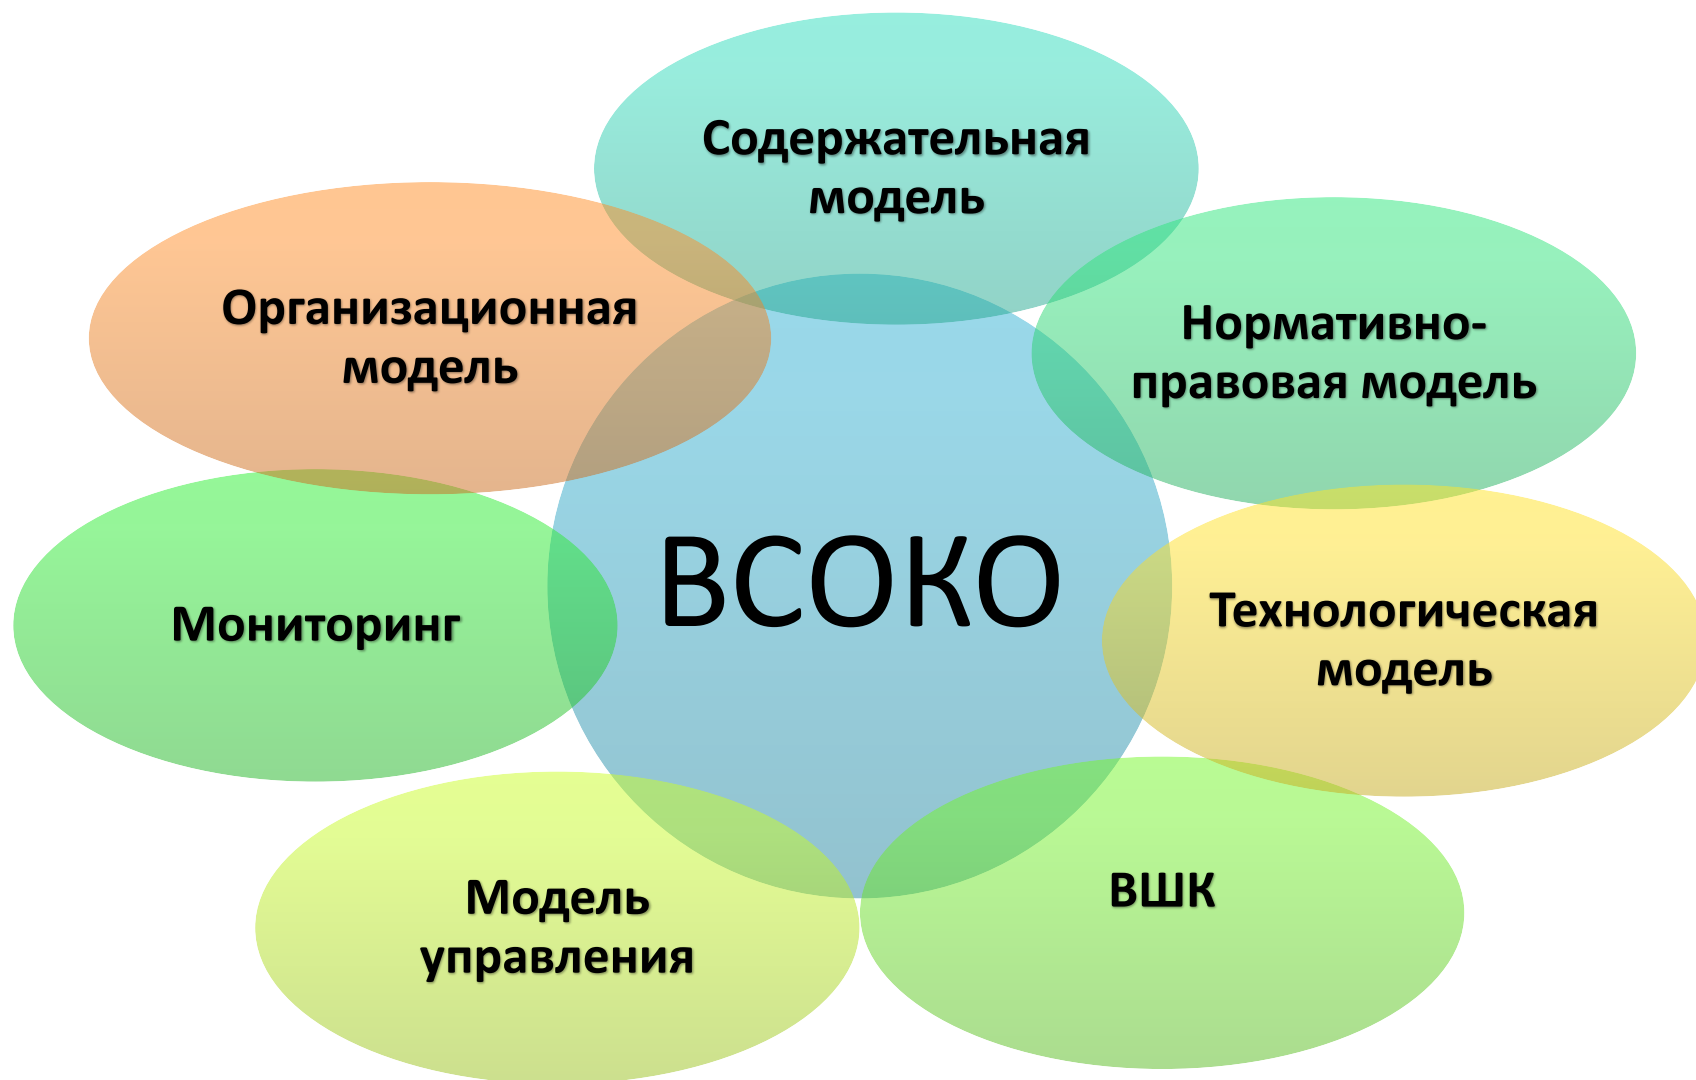 Содержательная
модель
Организационная
модель
Нормативно-
правовая модель
ВСОКО
Мониторинг
Технологическая
модель
Модель
управления
ВШК